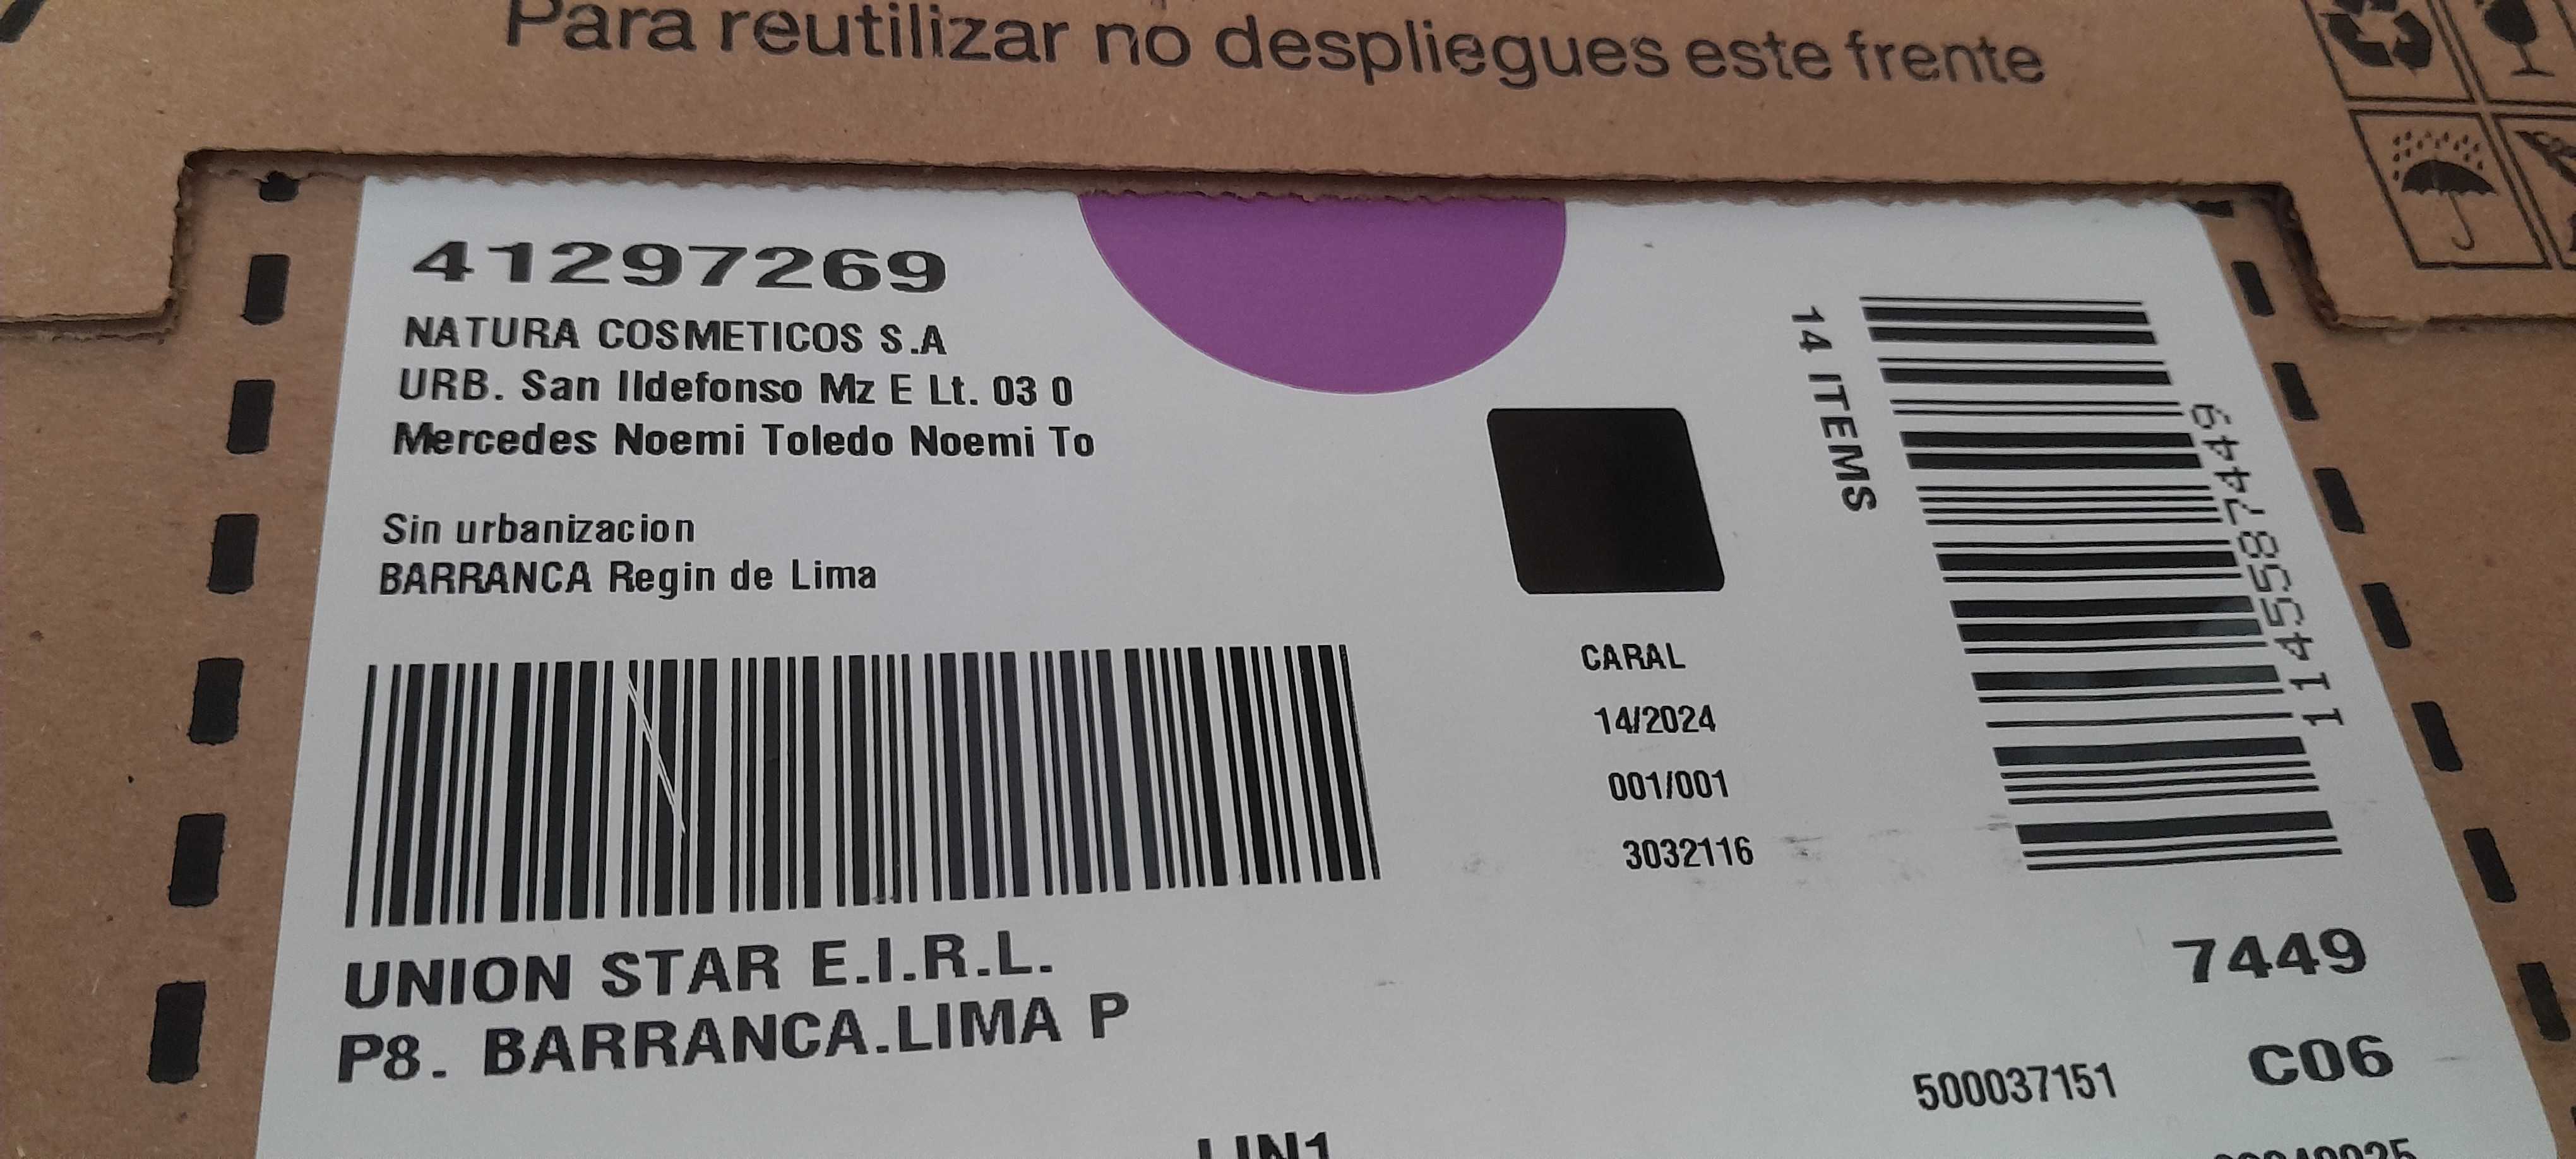 Para reutilizar no despliegues este frente
41297269
NATURA COSMETICOS S.A
URB. San Ildefonso Mz E Lt. 03 0
Mercedes Noemi Toledo Noemi To
Sin urbanizacion
BARRANCA Regin de Lima
14 ITEMS
1145587449
CARAL
14/2024
001/001
3032116
UNION STAR E.I.R.L.
P8. BARRANCA.LIMA P
7449
C06
500037151